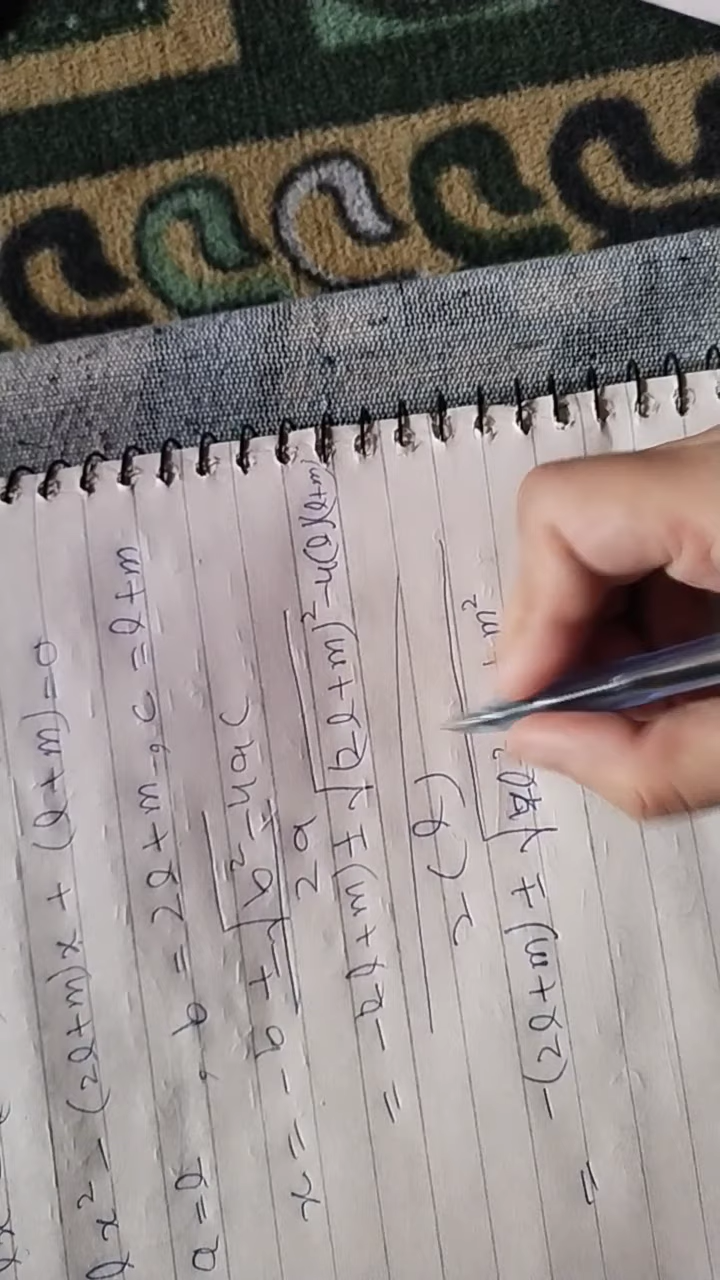 lx² - (2l+m)x + (l+m) = 0
a = l , b = 2l+m , c = l+m
x = -b ± √b²-4ac
2a
= -(2l+m) ± √(2l+m)²-4(l)(l+m)
2(l)
= -(2l+m) ± √4l² +m²